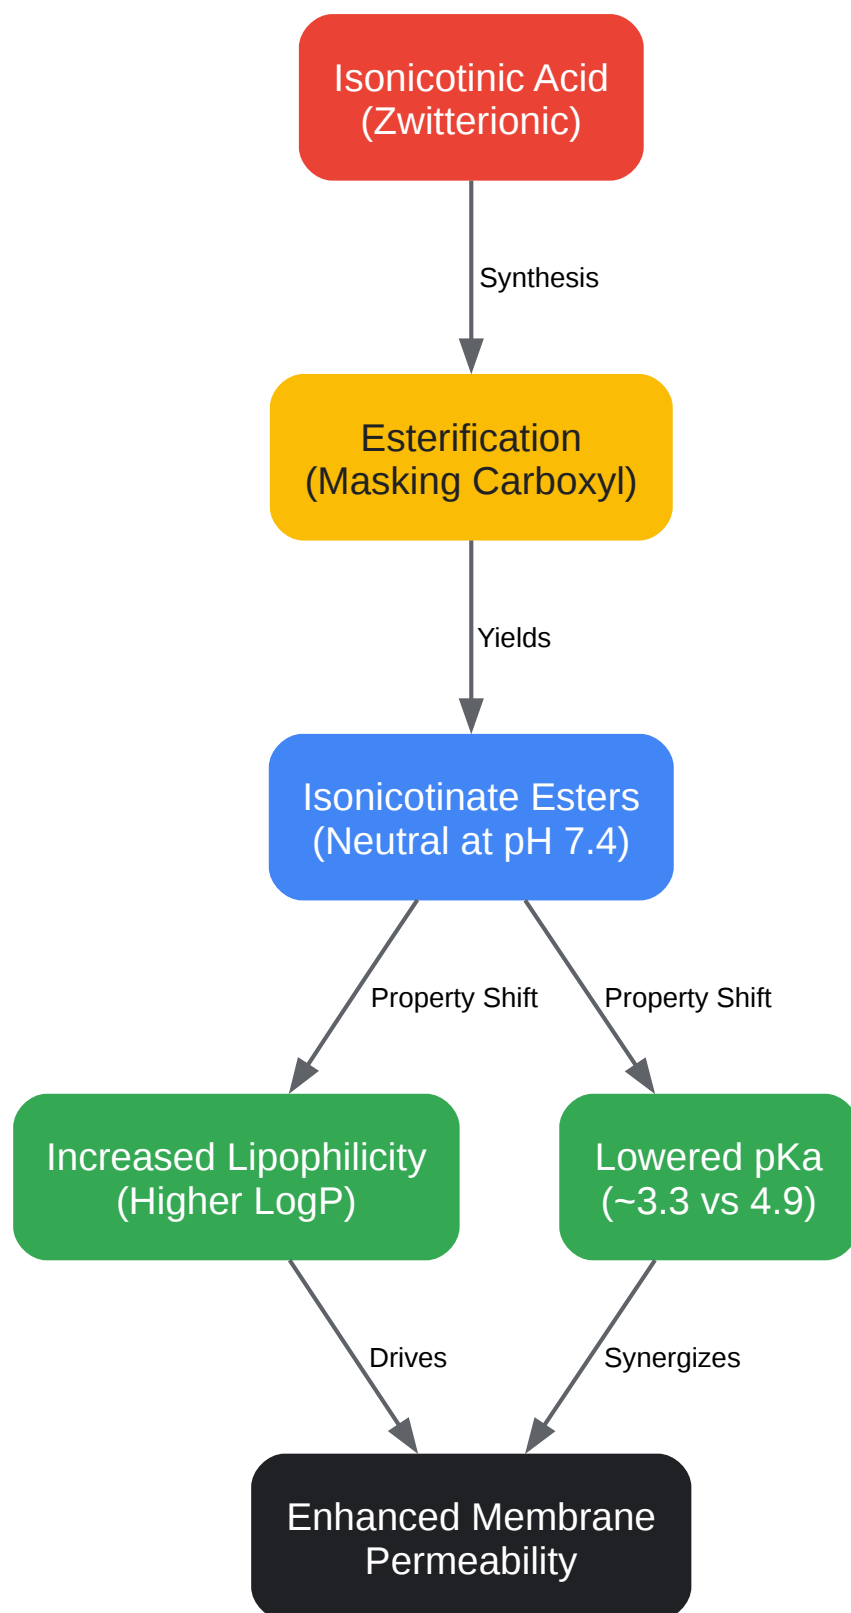 Isonicotinic Acid
(Zwitterionic)
Synthesis
Esterification
(Masking Carboxyl)
Yields
Isonicotinate Esters
(Neutral at pH 7.4)
Property Shift
Property Shift
Increased Lipophilicity
(Higher LogP)
Lowered pKa
(~3.3 vs 4.9)
Drives
Synergizes
Enhanced Membrane
Permeability